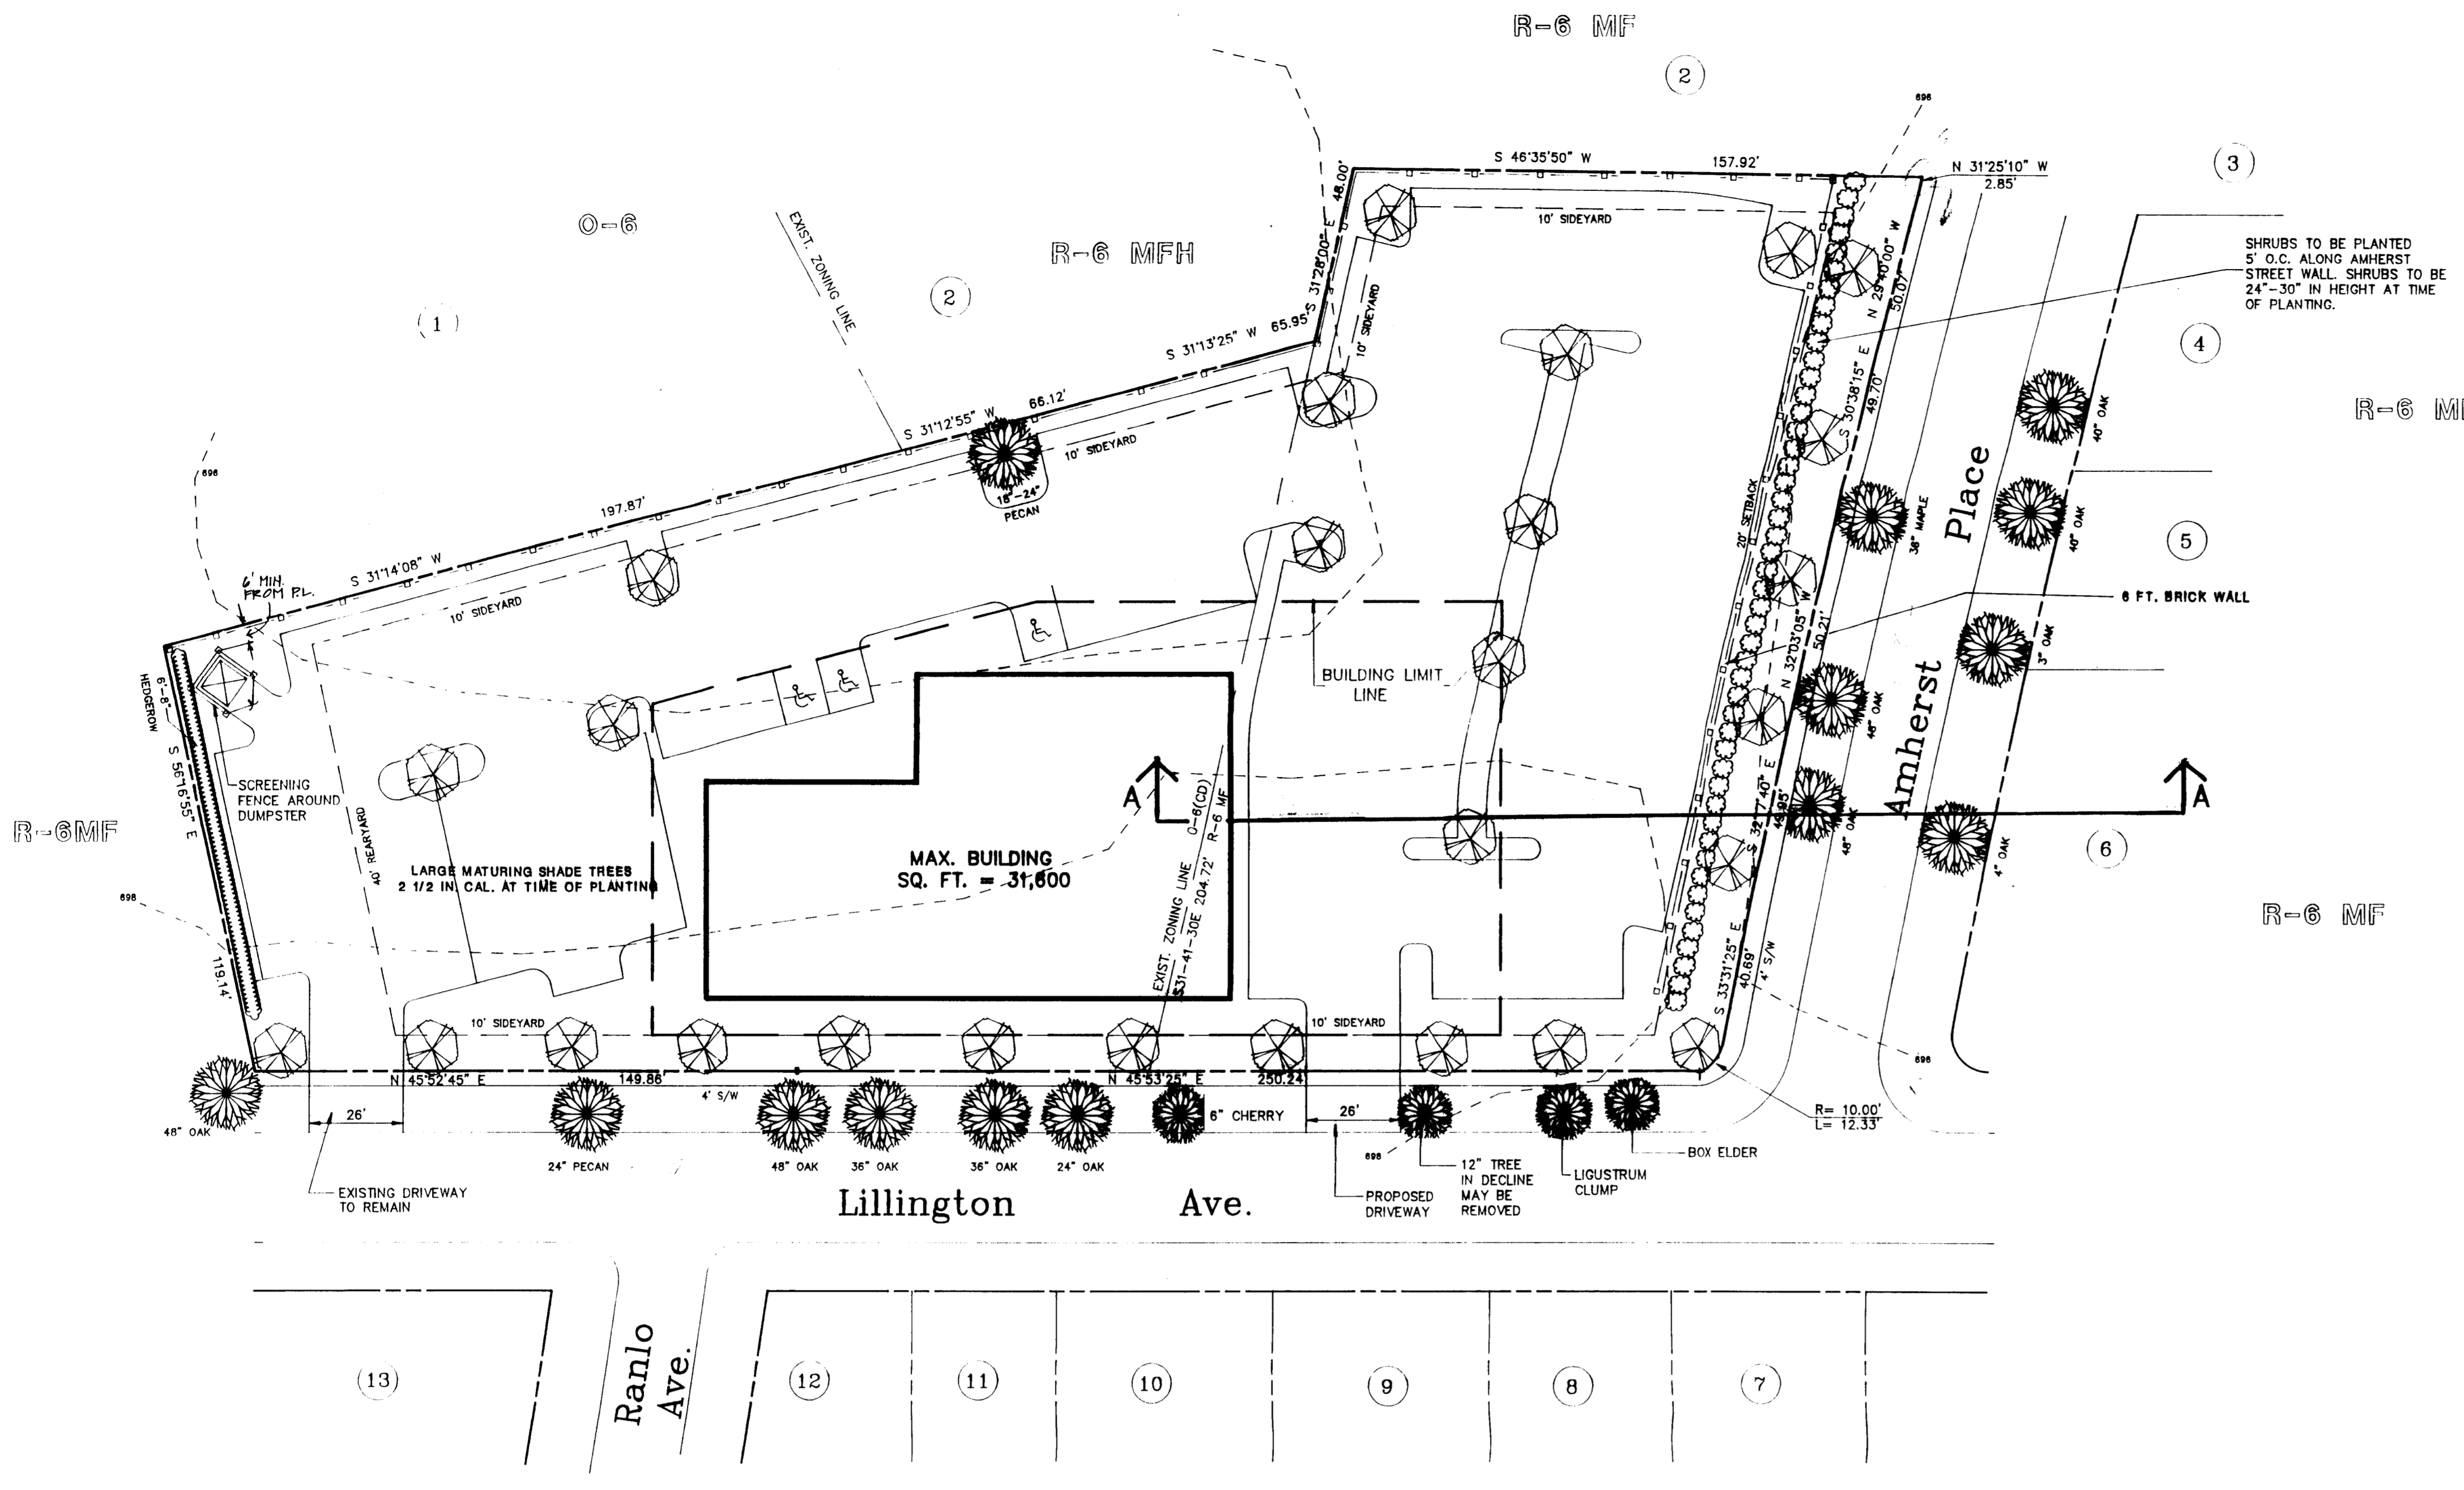 R-6 MF
2
696
S 46°35'50" W 157.92'
N 31°25'10" W
2.85'
3
48.00'
S 31°28'00" E
10' SIDEYARD
O-6
EXIST. ZONING LINE
R-6 MFH
2
1
10' SIDEYARD
N 29°40'00" W
50.07'
SHRUBS TO BE PLANTED
5' O.C. ALONG AMHERST
STREET WALL. SHRUBS TO BE
24"-30" IN HEIGHT AT TIME
OF PLANTING.
S 31°13'25" W 65.95'
4
S 30°38'15" E
49.70'
40" OAK
S 31°12'55" W 66.12'
10' SIDEYARD
18"-24"
PECAN
696
197.87'
20' SETBACK
38" MAPLE
Amherst Place
40" OAK
5
S 31°14'08" W
6' MIN.
FROM P.L.
10' SIDEYARD
6 FT. BRICK WALL
N 32°03'05" W
50.21'
3" OAK
BUILDING LIMIT
LINE
6'-8"
HEDGEROW
S 56°16'55" E
119.14'
48" OAK
SCREENING
FENCE AROUND
DUMPSTER
R-6MF
A
A
S 32°17'40" E
49.95'
48" OAK
4" OAK
6
40' REARYARD
LARGE MATURING SHADE TREES
2 1/2 IN. CAL. AT TIME OF PLANTING
MAX. BUILDING
SQ. FT. = 31,600
O-6(CD)
R-6 MF
EXIST. ZONING LINE
S31-41-30E 204.72'
698
R-6 MF
S 33°31'25" E
40.69'
4' S/W
10' SIDEYARD
10' SIDEYARD
696
N 45°52'45" E 149.86'
4' S/W
N 45°53'25" E 250.24'
26'
6" CHERRY
26'
R= 10.00'
L= 12.33'
48" OAK
24" PECAN
48" OAK
36" OAK
36" OAK
24" OAK
698
BOX ELDER
12" TREE
IN DECLINE
MAY BE
REMOVED
LIGUSTRUM
CLUMP
EXISTING DRIVEWAY
TO REMAIN
PROPOSED
DRIVEWAY
Lillington Ave.
Ranlo
Ave.
13
12
11
10
9
8
7